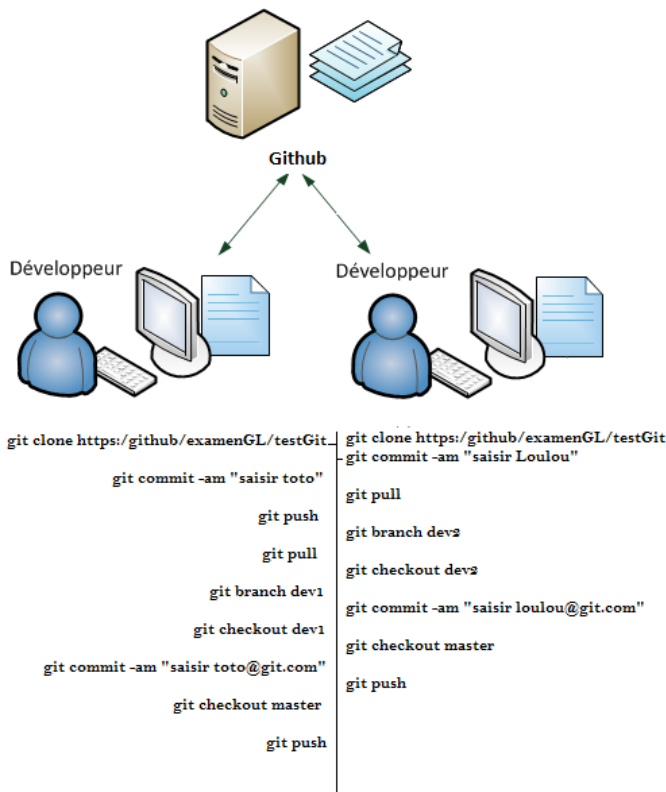 Github
Développeur
Développeur
git clone https:/github/examenGL/testGit
git commit -am "saisir toto"
git push
git pull
git branch dev1
git checkout dev1
git commit -am "saisir toto@git.com"
git checkout master
git push
git clone https:/github/examenGL/testGit
git commit -am "saisir Loulou"
git pull
git branch dev2
git checkout dev2
git commit -am "saisir loulou@git.com"
git checkout master
git push